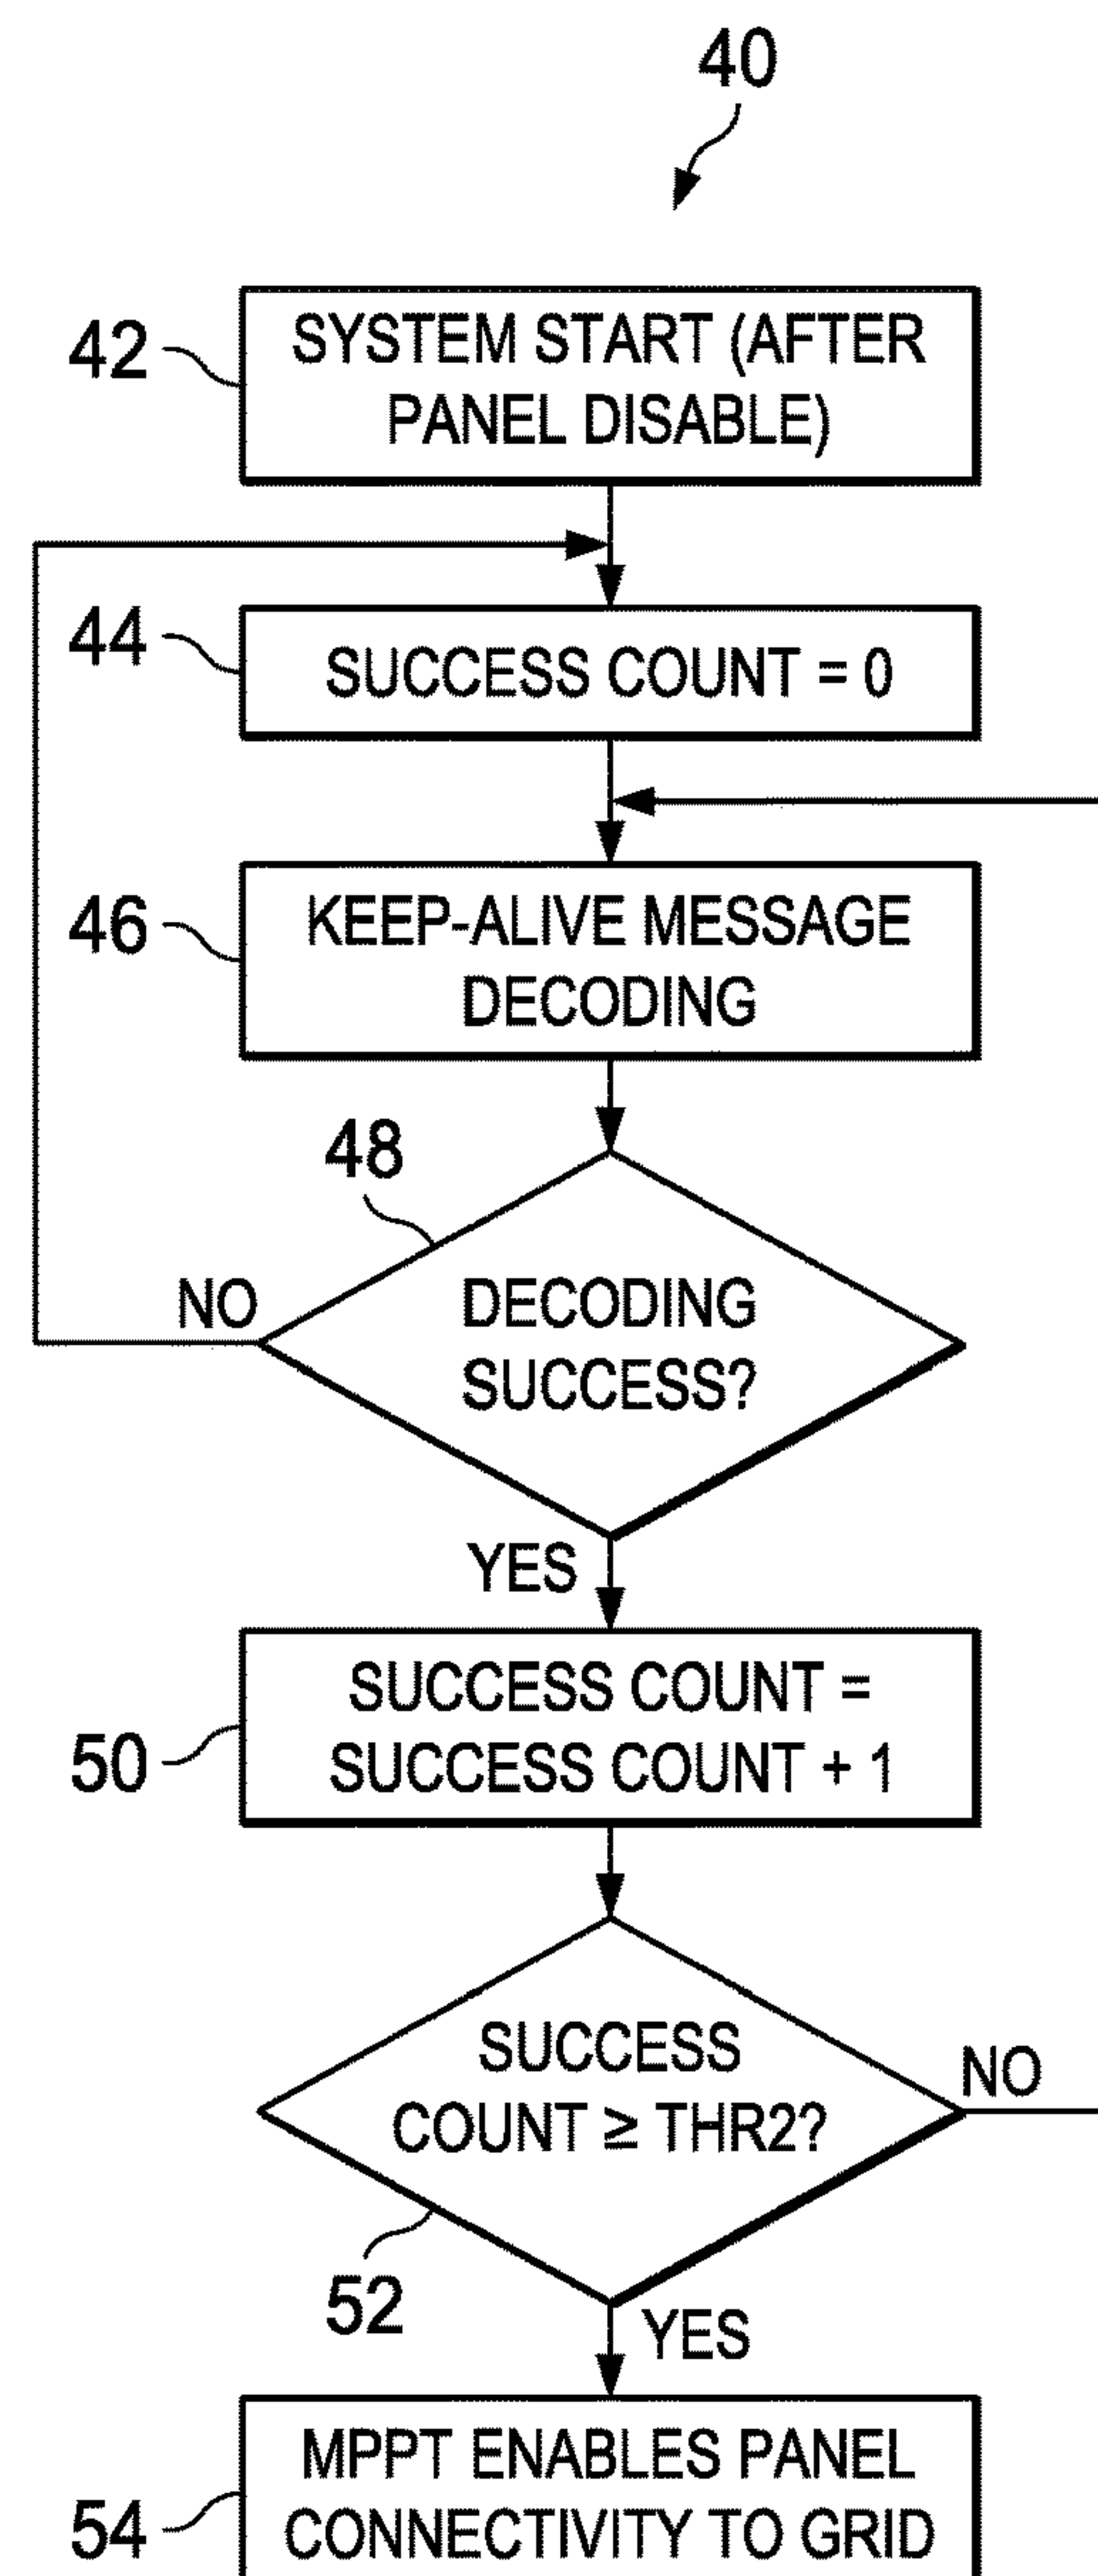 40
42
SYSTEM START (AFTER
PANEL DISABLE)
44
SUCCESS COUNT = 0
46
KEEP-ALIVE MESSAGE
DECODING
48
NO
DECODING
SUCCESS?
YES
50
SUCCESS COUNT =
SUCCESS COUNT + 1
SUCCESS
COUNT ≥ THR2?
NO
52
YES
54
MPPT ENABLES PANEL
CONNECTIVITY TO GRID